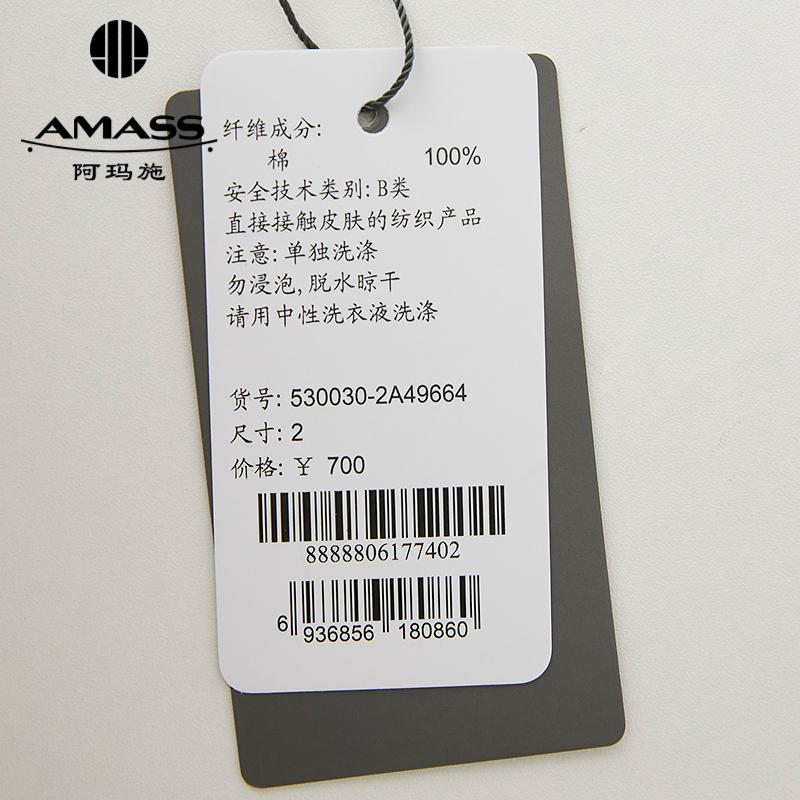 AMASS
阿玛施
纤维成分:
棉 100%
安全技术类别: B类
直接接触皮肤的纺织产品
注意: 单独洗涤
勿浸泡, 脱水晾干
请用中性洗衣液洗涤
货号: 530030-2A49664
尺寸: 2
价格: ¥ 700
8888806177402
6 936856 180860